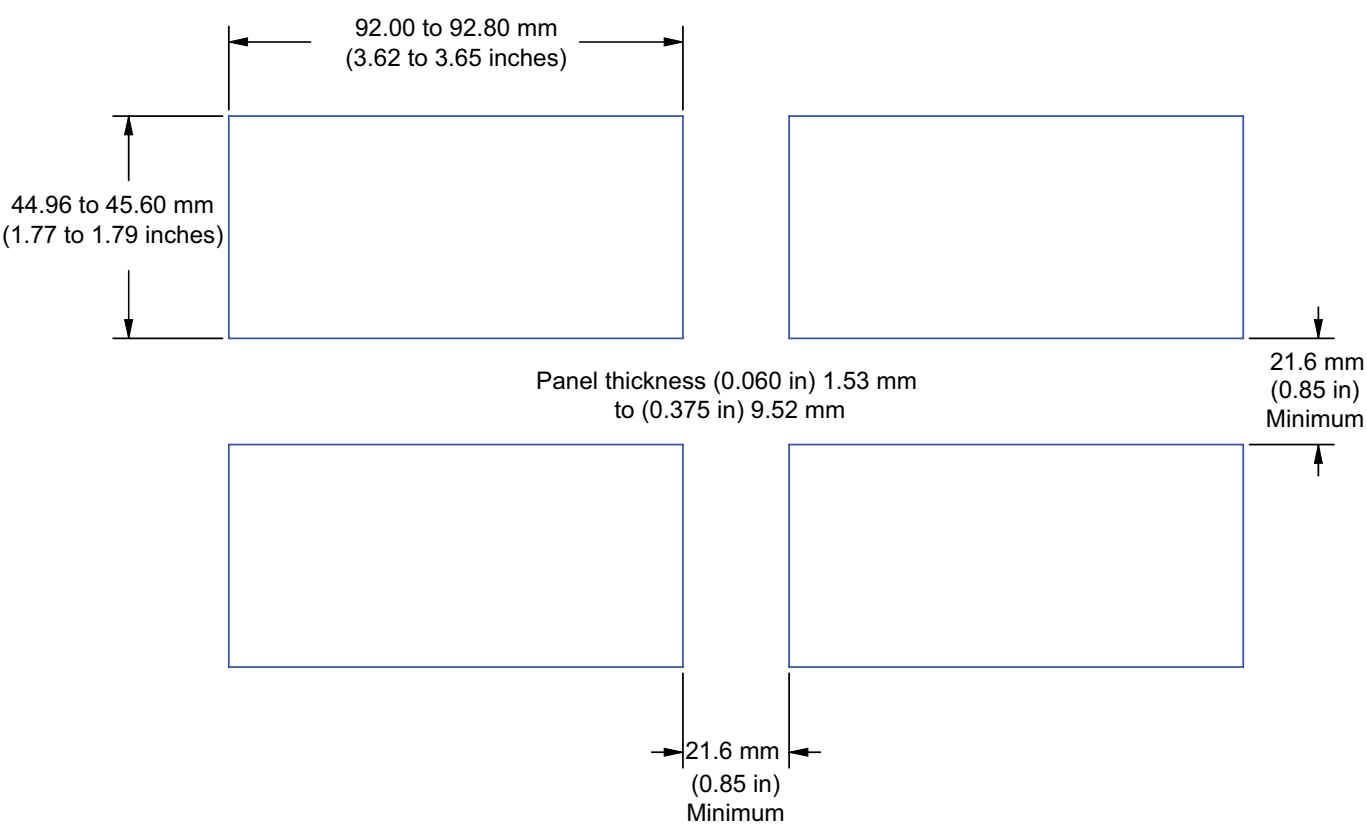 92.00 to 92.80 mm
(3.62 to 3.65 inches)
44.96 to 45.60 mm
(1.77 to 1.79 inches)
Panel thickness (0.060 in) 1.53 mm
to (0.375 in) 9.52 mm
21.6 mm
(0.85 in)
Minimum
21.6 mm
(0.85 in)
Minimum